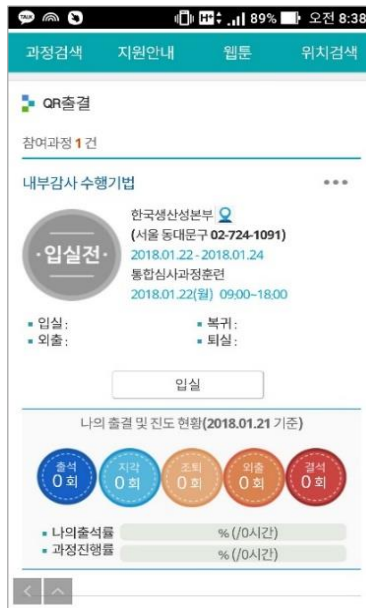 TALK H+ 89% 오전 8:38
과정검색 지원안내 웹툰 위치검색
QR출결
참여과정 1 건
내부감사 수행기법
·입실전·
한국생산성본부
(서울 동대문구 02-724-1091)
2018.01.22 - 2018.01.24
통합심사과정훈련
2018.01.22(월) 09:00~18:00
입실 : 복귀 :
외출 : 퇴실 :
입실
나의 출결 및 진도 현황(2018.01.21 기준)
출석 지각 조퇴 외출 결석
0 회 0 회 0 회 0 회 0 회
나의출석률 % (/0시간)
과정진행률 % (/0시간)